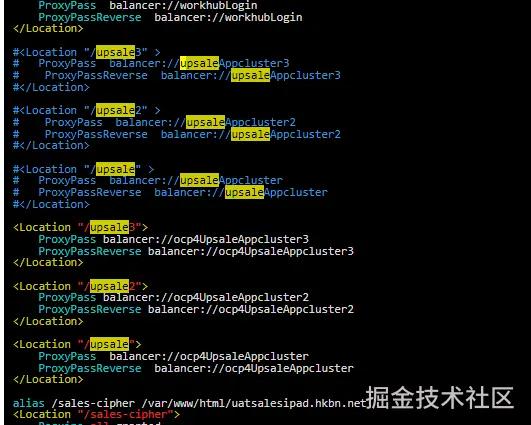 ProxyPass  balancer://workhubLogin
ProxyPassReverse  balancer://workhubLogin
</Location>
#<Location "/upsale3" >
#   ProxyPass  balancer://upsaleAppcluster3
#    ProxyPassReverse  balancer://upsaleAppcluster3
#</Location>
#<Location "/upsale2" >
#    ProxyPass  balancer://upsaleAppcluster2
#    ProxyPassReverse  balancer://upsaleAppcluster2
#</Location>
#<Location "/upsale" >
#   ProxyPass  balancer://upsaleAppcluster
#   ProxyPassReverse  balancer://upsaleAppcluster
#</Location>
<Location "/upsale3">
ProxyPass balancer://ocp4UpsaleAppcluster3
ProxyPassReverse balancer://ocp4UpsaleAppcluster3
</Location>
<Location "/upsale2">
ProxyPass balancer://ocp4UpsaleAppcluster2
ProxyPassReverse balancer://ocp4UpsaleAppcluster2
</Location>
<Location "/upsale">
ProxyPass  balancer://ocp4UpsaleAppcluster
ProxyPassReverse  balancer://ocp4UpsaleAppcluster
</Location>
alias /sales-cipher /var/www/html/uatsalesipad.hkbn.net
<Location "/sales-cipher">
Require all granted
掘金技术社区